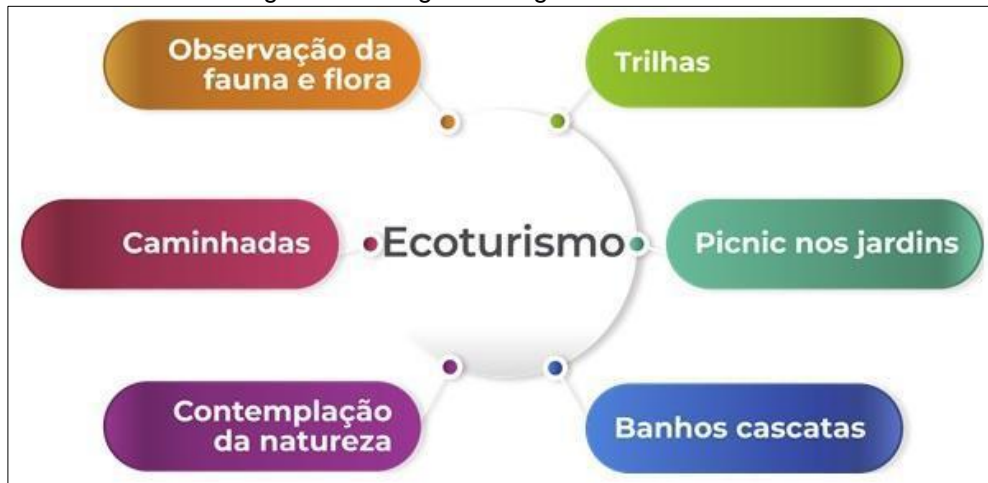 Observação da
fauna e flora
Trilhas
Caminhadas
Ecoturismo
Picnic nos jardins
Contemplação
da natureza
Banhos cascatas